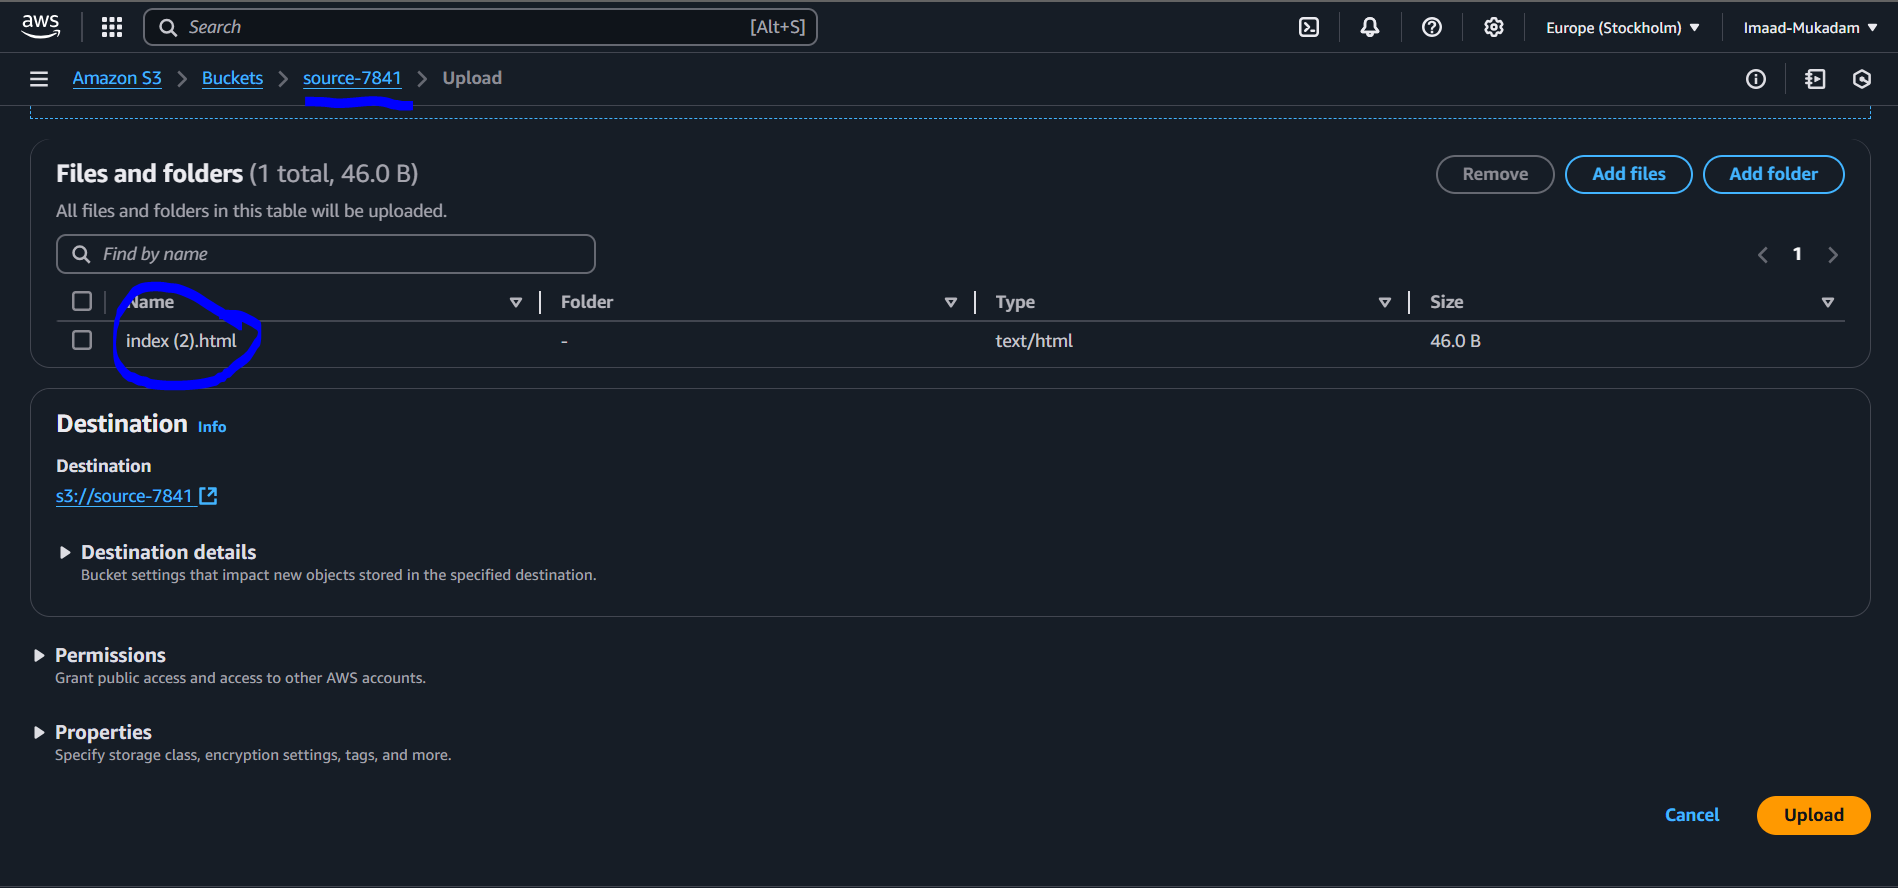 aws
Search [Alt+S] Europe (Stockholm) Imaad-Mukadam
Amazon S3 Buckets source-7841 Upload
Files and folders (1 total, 46.0 B) Remove Add files Add folder
All files and folders in this table will be uploaded.
Find by name 1
Name Folder Type Size
index (2).html - text/html 46.0 B
Destination Info
Destination
s3://source-7841
Destination details
Bucket settings that impact new objects stored in the specified destination.
Permissions
Grant public access and access to other AWS accounts.
Properties
Specify storage class, encryption settings, tags, and more.
Cancel Upload